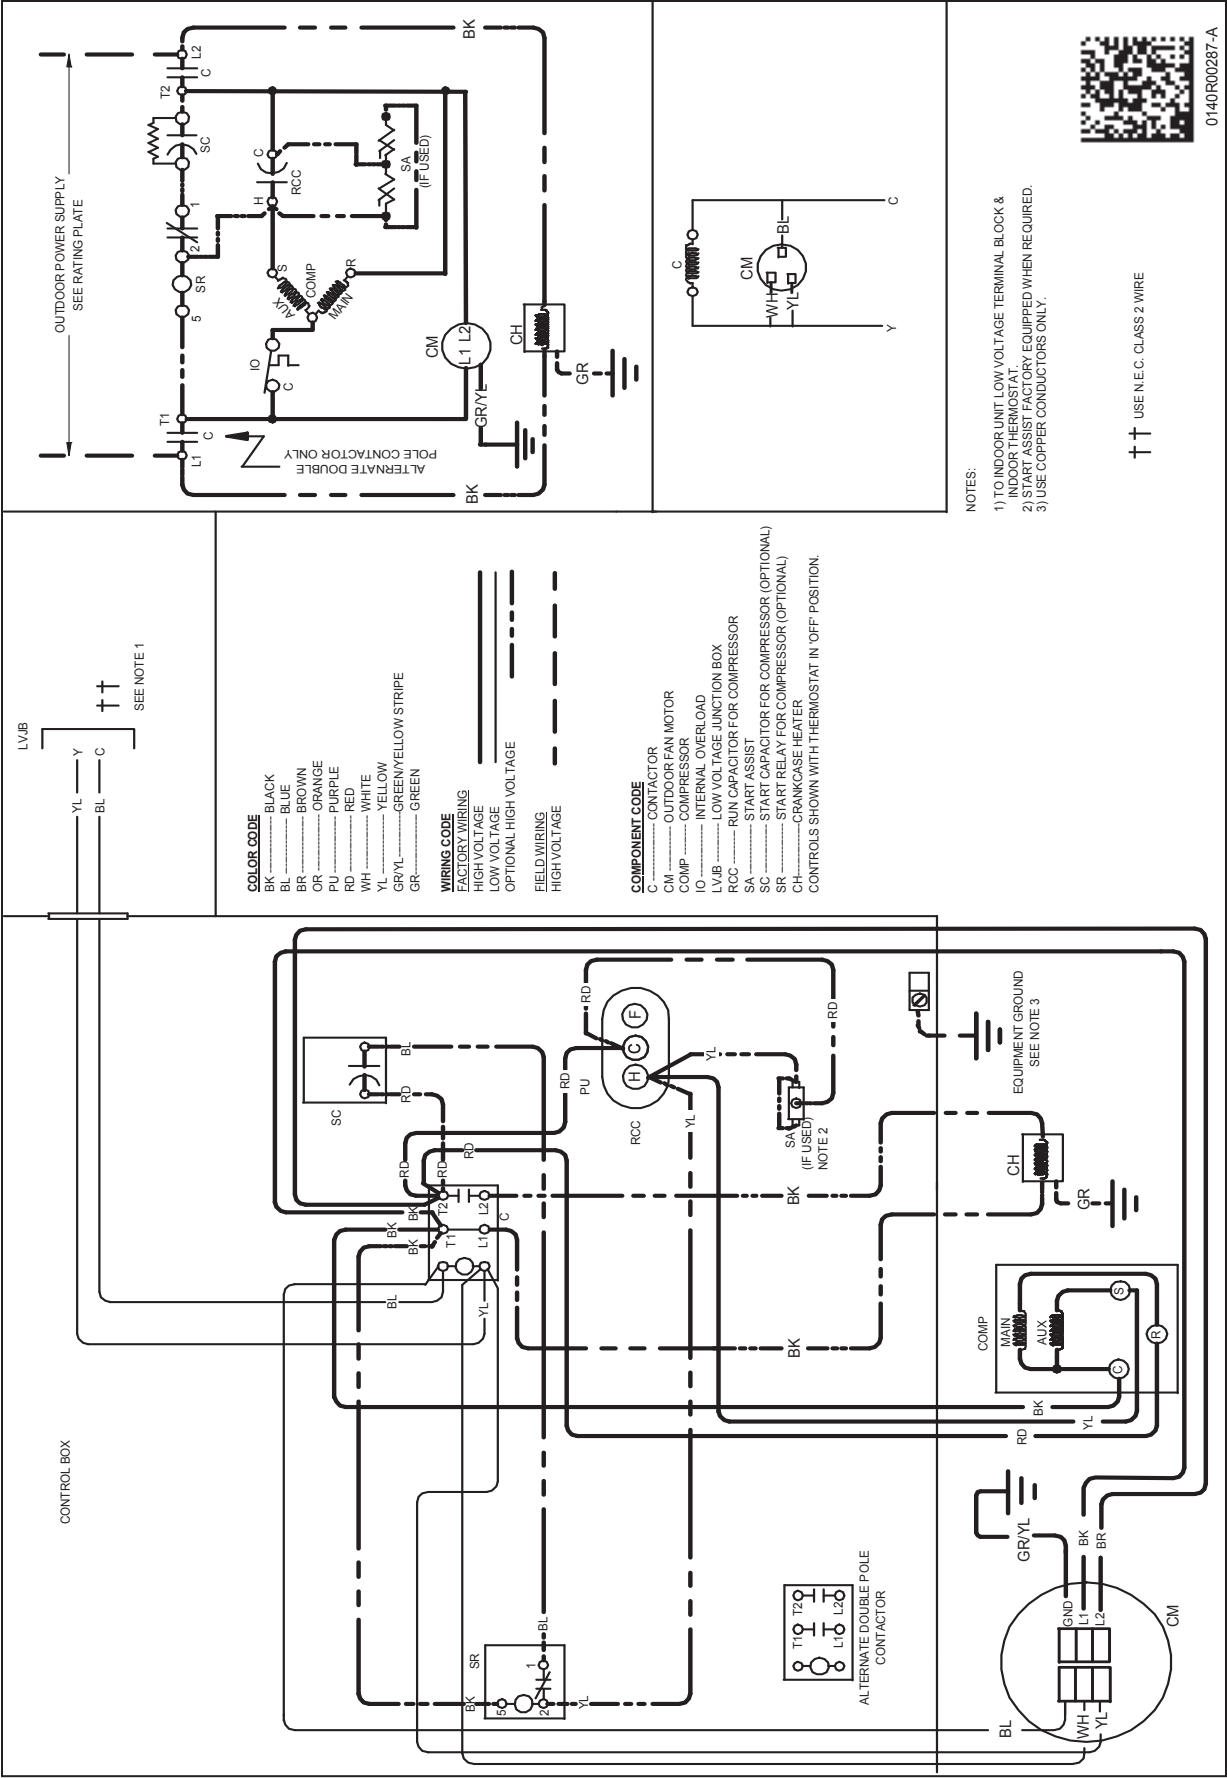 CONTROL BOX
LVJB
YL
Y
BL
C
SEE NOTE 1
OUTDOOR POWER SUPPLY
SEE RATING PLATE
L1
C
T1
5
SR
2
1
SC
T2
C
L2
ALTERNATE DOUBLE
POLE CONTACTOR ONLY
IO
C
AUX
S
COMP
MAIN
R
H
C
RCC
SA
(IF USED)
CM
L1 L2
GR/YL
CH
GR
BK
BK
C
CM
WH
YL
BL
Y
C
NOTES:
1) TO INDOOR UNIT LOW VOLTAGE TERMINAL BLOCK &
INDOOR THERMOSTAT.
2) START ASSIST FACTORY EQUIPPED WHEN REQUIRED.
3) USE COPPER CONDUCTORS ONLY.
†† USE N.E.C. CLASS 2 WIRE
0140R00287-A
COLOR CODE
BK --------- BLACK
BL --------- BLUE
BR --------- BROWN
OR --------- ORANGE
PU --------- PURPLE
RD --------- RED
WH --------- WHITE
YL --------- YELLOW
GR/YL---------GREEN/YELLOW STRIPE
GR--------- GREEN
WIRING CODE
FACTORY WIRING
HIGH VOLTAGE
LOW VOLTAGE
OPTIONAL HIGH VOLTAGE
FIELD WIRING
HIGH VOLTAGE
COMPONENT CODE
C --------- CONTACTOR
CM --------- OUTDOOR FAN MOTOR
COMP --------- COMPRESSOR
IO --------- INTERNAL OVERLOAD
LVJB --------- LOW VOLTAGE JUNCTION BOX
RCC --------- RUN CAPACITOR FOR COMPRESSOR
SA --------- START ASSIST
SC --------- START CAPACITOR FOR COMPRESSOR (OPTIONAL)
SR --------- START RELAY FOR COMPRESSOR (OPTIONAL)
CH---------CRANKCASE HEATER
CONTROLS SHOWN WITH THERMOSTAT IN 'OFF' POSITION.
SC
RD
BL
RD
RD
RD
BK
BK
BK
T2
T1
L2
L1
C
BL
YL
RD
PU
RD
RCC
H
C
F
YL
YL
RD
SA
(IF USED)
NOTE 2
BK
BK
SR
BK
5
2
1
BL
YL
T1
T2
L1
L2
ALTERNATE DOUBLE POLE
CONTACTOR
EQUIPMENT GROUND
SEE NOTE 3
CH
GR
COMP
MAIN
AUX
S
C
R
BK
YL
RD
GR/YL
BK
BR
GND
L1
L2
CM
BL
WH
YL